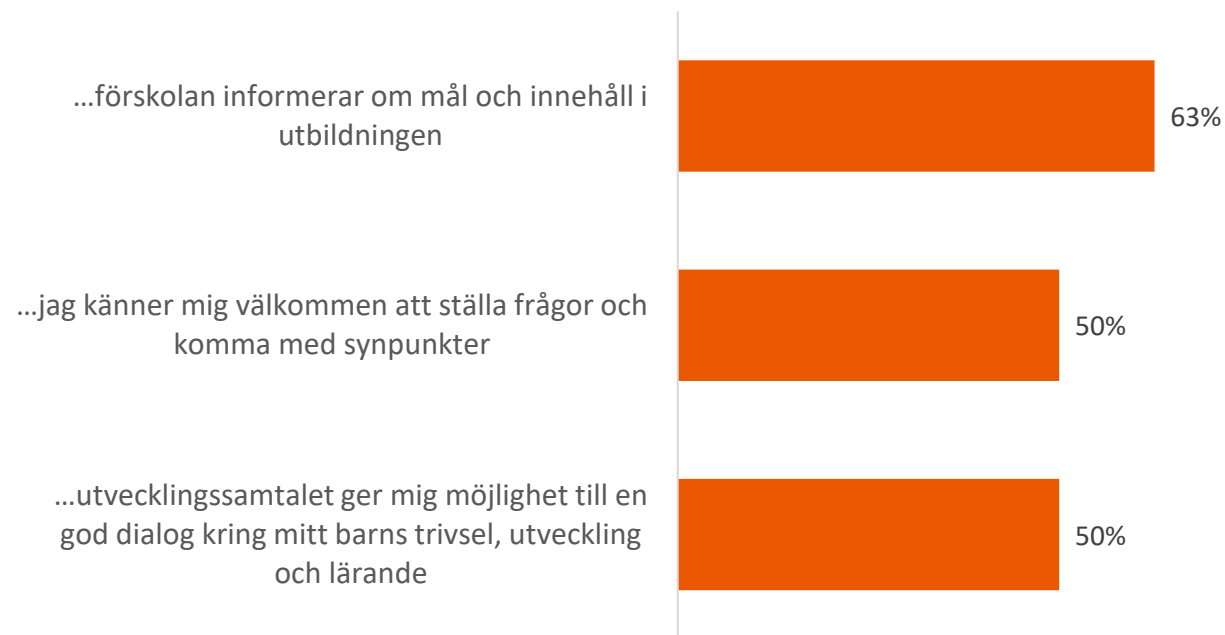 ...förskolan informerar om mål och innehåll i
utbildningen
63%
...jag känner mig välkommen att ställa frågor och
komma med synpunkter
50%
...utvecklingssamtalet ger mig möjlighet till en
god dialog kring mitt barns trivsel, utveckling
och lärande
50%